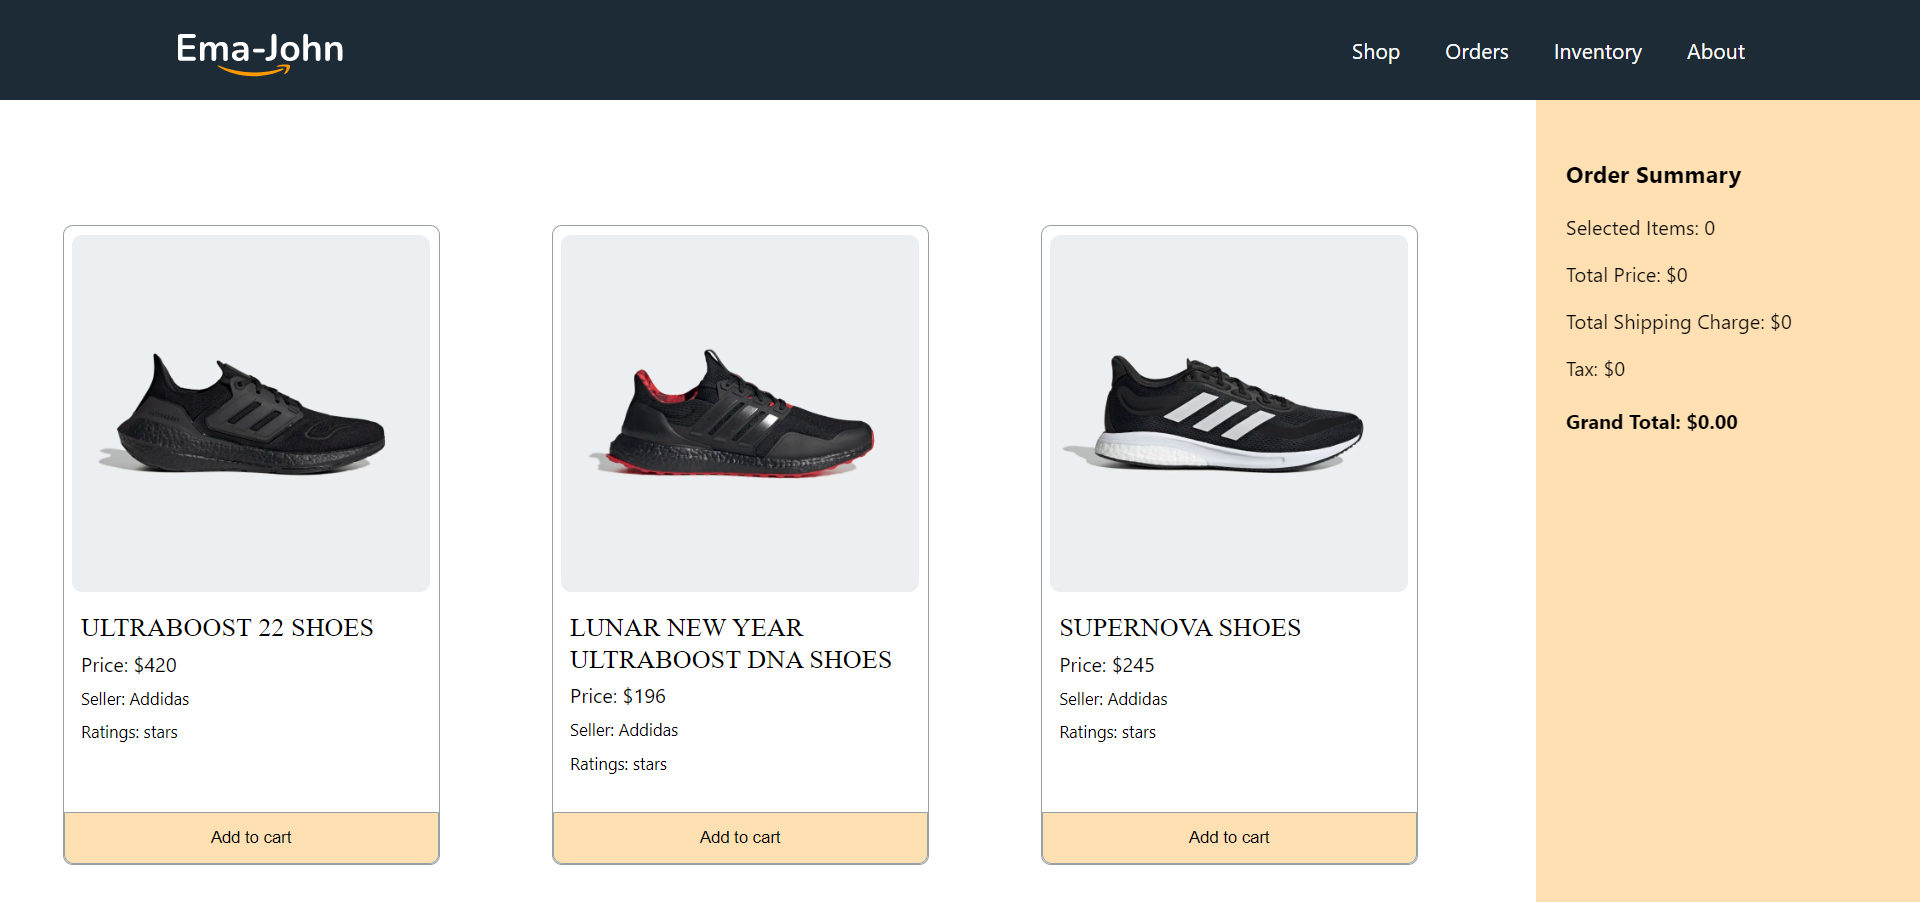 Ema-John
Shop Orders Inventory About
Order Summary
Selected Items: 0
Total Price: $0
Total Shipping Charge: $0
Tax: $0
Grand Total: $0.00
ULTRABOOST 22 SHOES
Price: $420
Seller: Addidas
Ratings: stars
Add to cart
LUNAR NEW YEAR
ULTRABOOST DNA SHOES
Price: $196
Seller: Addidas
Ratings: stars
Add to cart
SUPERNOVA SHOES
Price: $245
Seller: Addidas
Ratings: stars
Add to cart